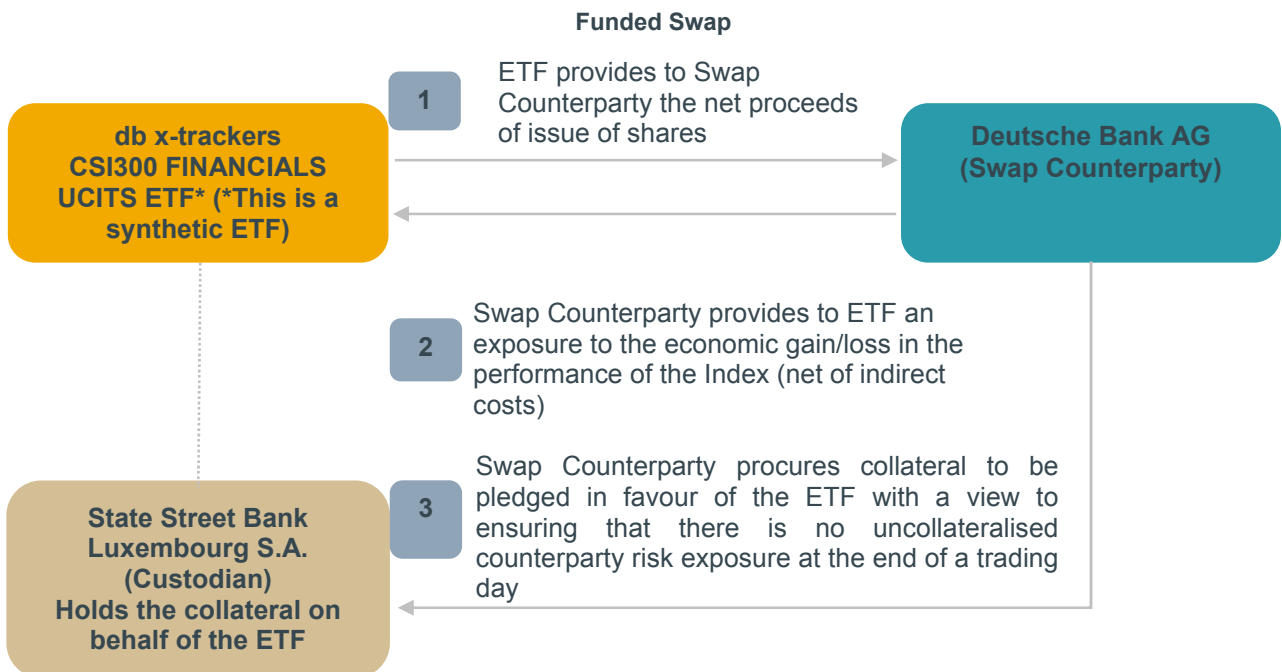 Funded Swap
1
ETF provides to Swap
Counterparty the net proceeds
of issue of shares
db x-trackers
CSI300 FINANCIALS
UCITS ETF* (*This is a
synthetic ETF)
Deutsche Bank AG
(Swap Counterparty)
2
Swap Counterparty provides to ETF an
exposure to the economic gain/loss in the
performance of the Index (net of indirect
costs)
3
Swap Counterparty procures collateral to be
pledged in favour of the ETF with a view to
ensuring that there is no uncollateralised
counterparty risk exposure at the end of a trading
day
State Street Bank
Luxembourg S.A.
(Custodian)
Holds the collateral on
behalf of the ETF